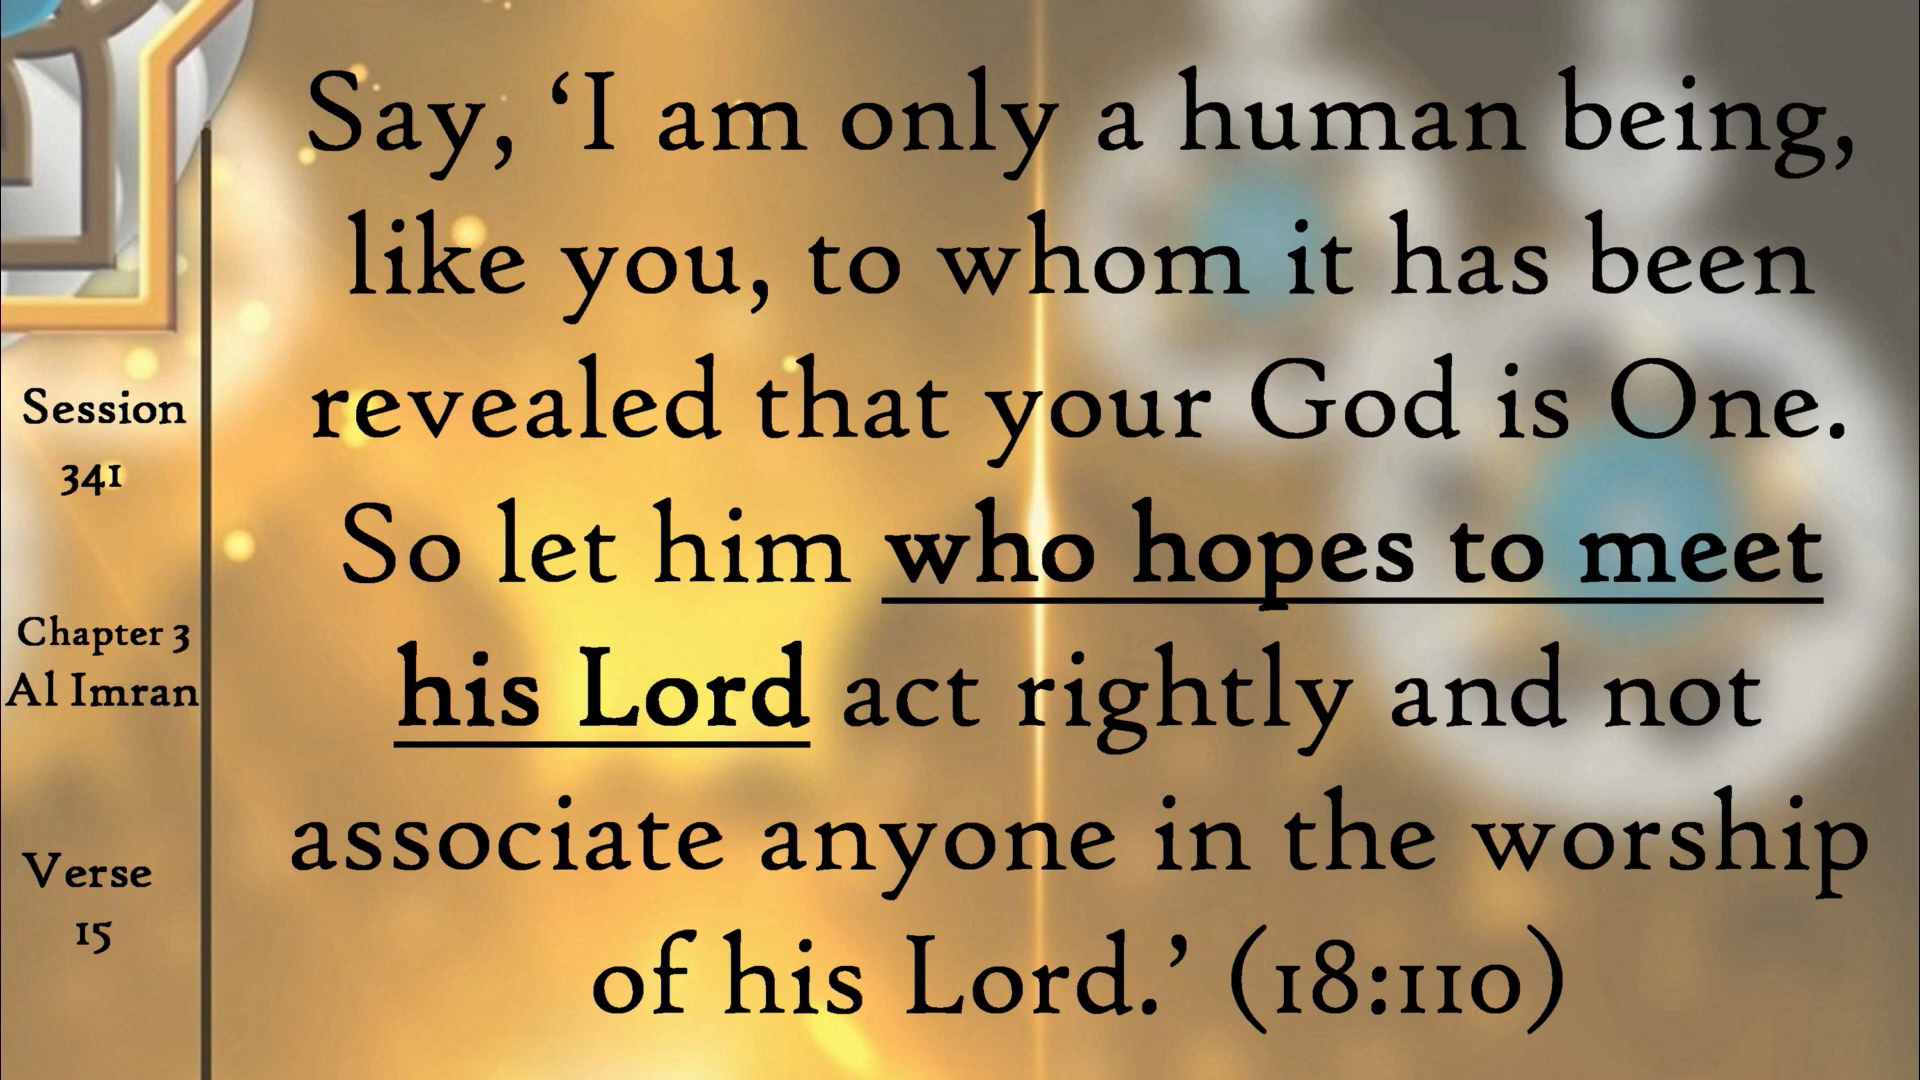 Say, ‘I am only a human being,
like you, to whom it has been
revealed that your God is One.
So let him who hopes to meet
his Lord act rightly and not
associate anyone in the worship
of his Lord.’ (18:110)
Session
341
Chapter 3
Al Imran
Verse
15